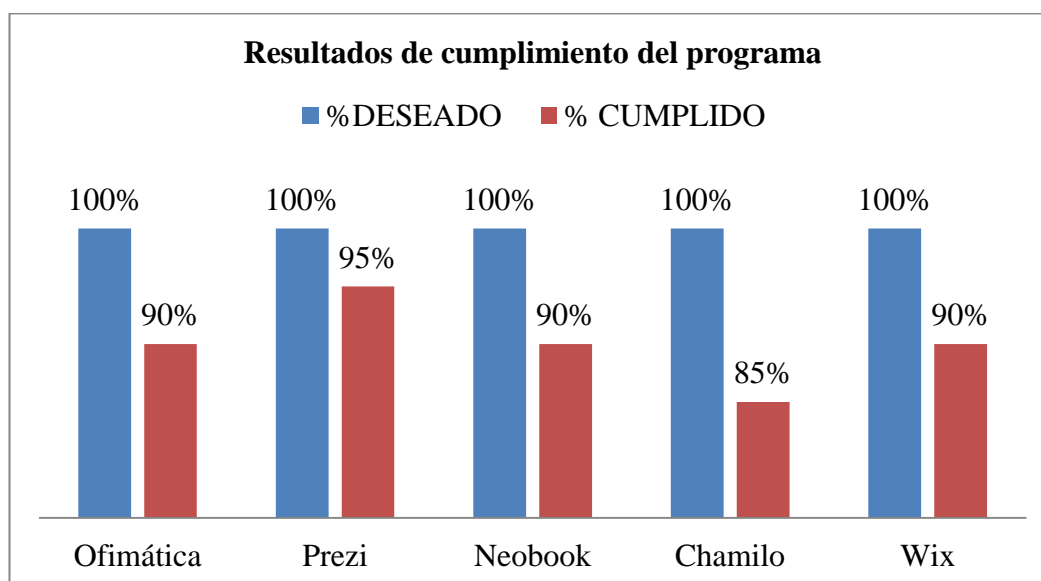 Resultados de cumplimiento del programa
%DESEADO % CUMPLIDO
100% 100% 100% 100% 100%
95%
90% 90% 90%
85%
Ofimática Prezi Neobook Chamilo Wix